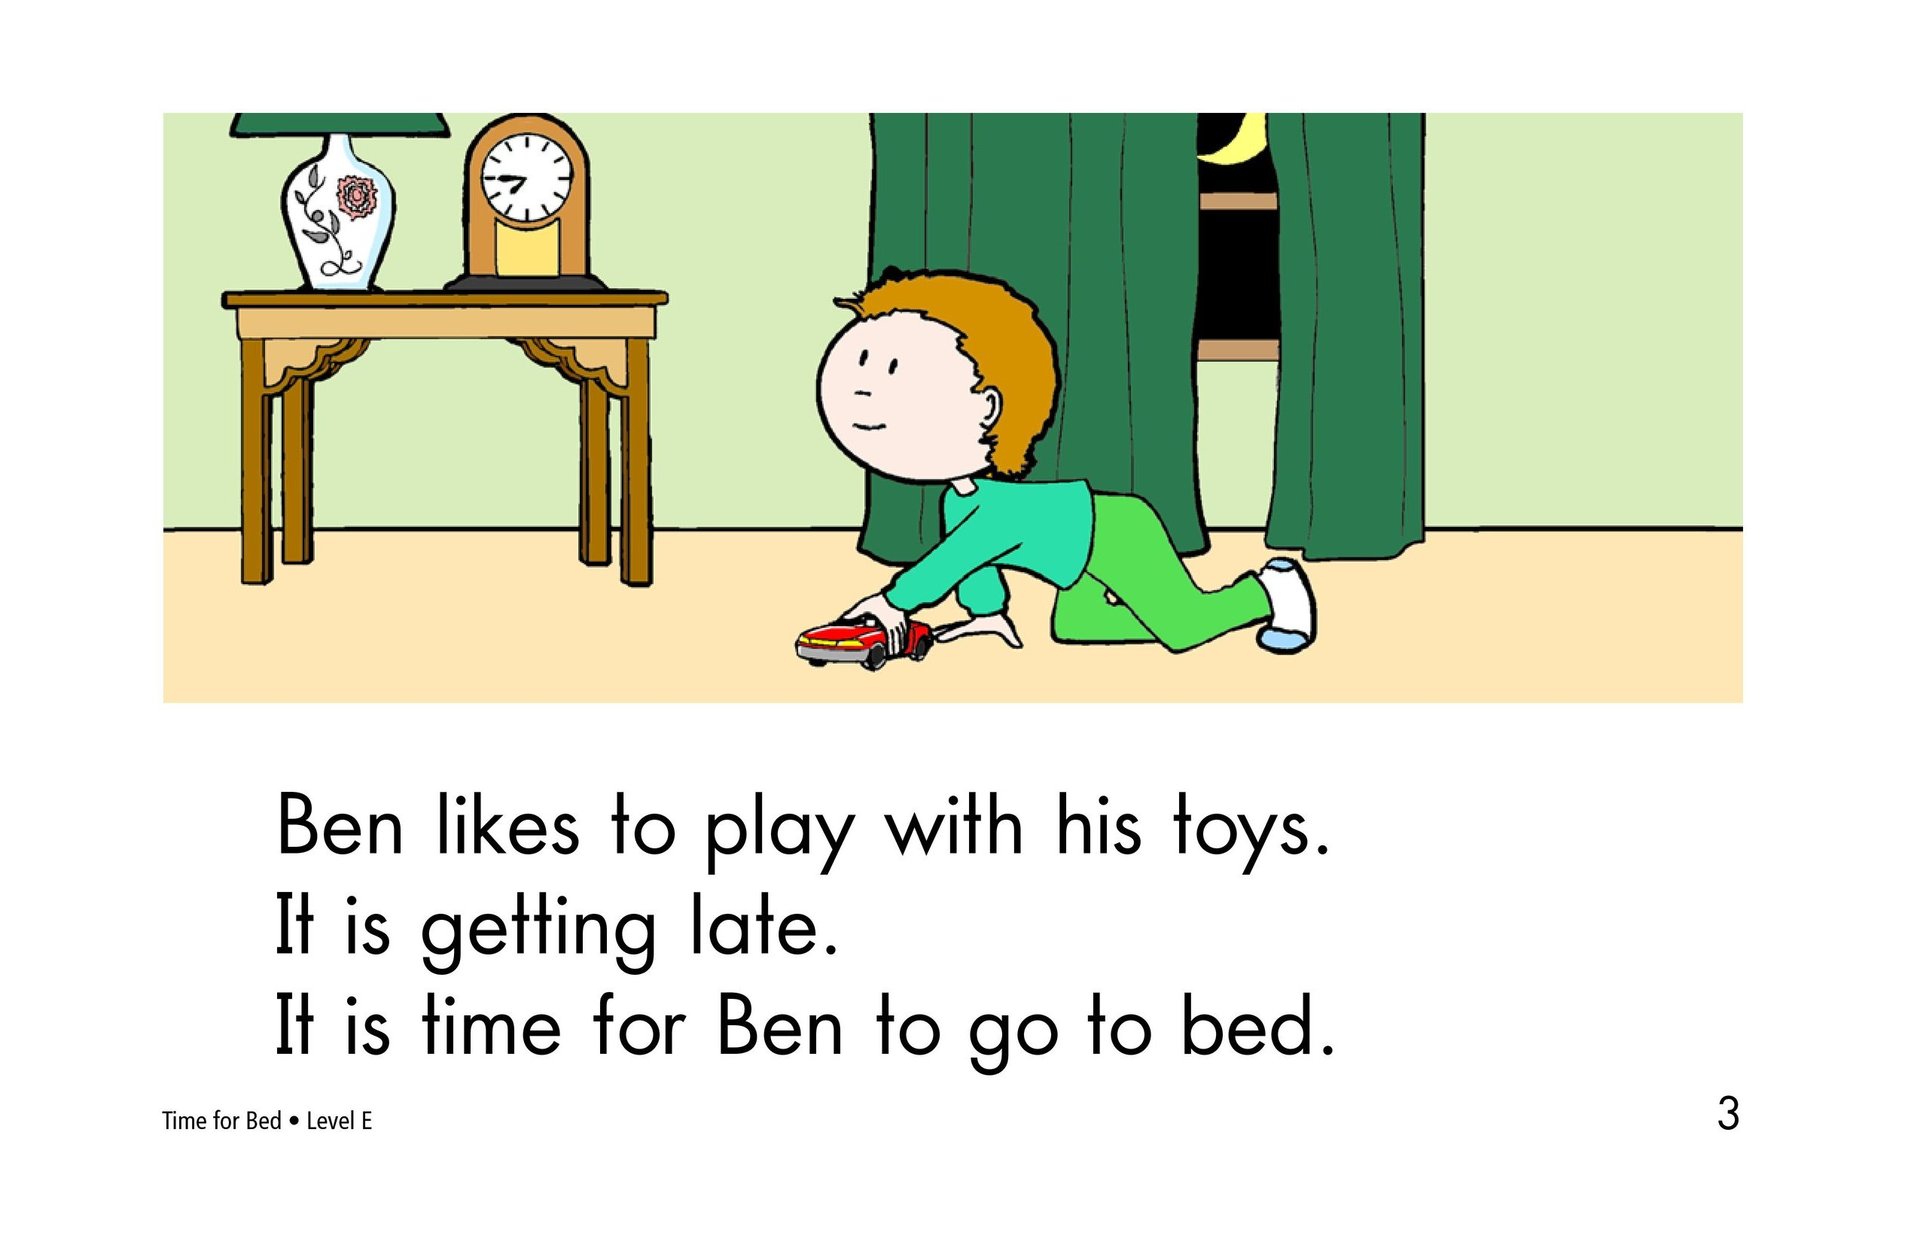 Ben likes to play with his toys.
It is getting late.
It is time for Ben to go to bed.
Time for Bed • Level E
3